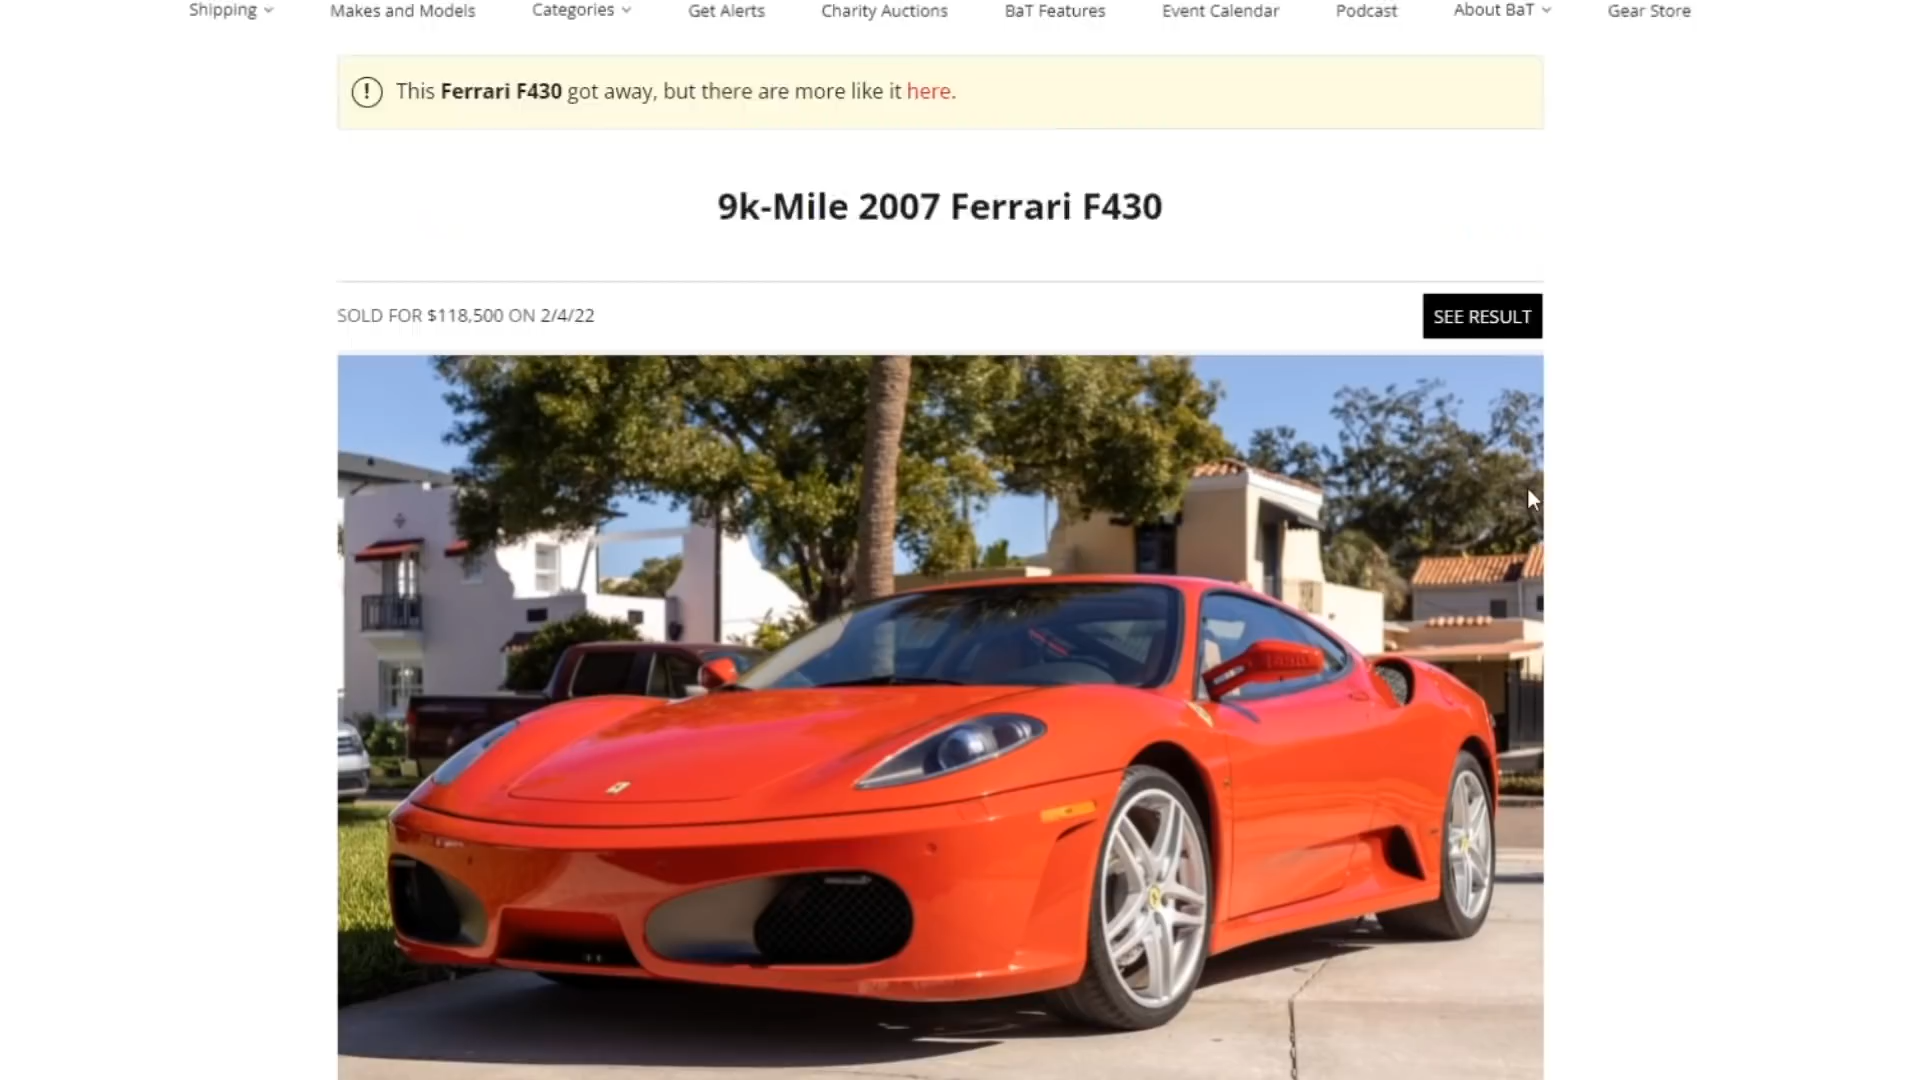 Shipping
Makes and Models
Categories
Get Alerts
Charity Auctions
BaT Features
Event Calendar
Podcast
About BaT
Gear Store
This Ferrari F430 got away, but there are more like it here.
9k-Mile 2007 Ferrari F430
SOLD FOR $118,500 ON 2/4/22
SEE RESULT